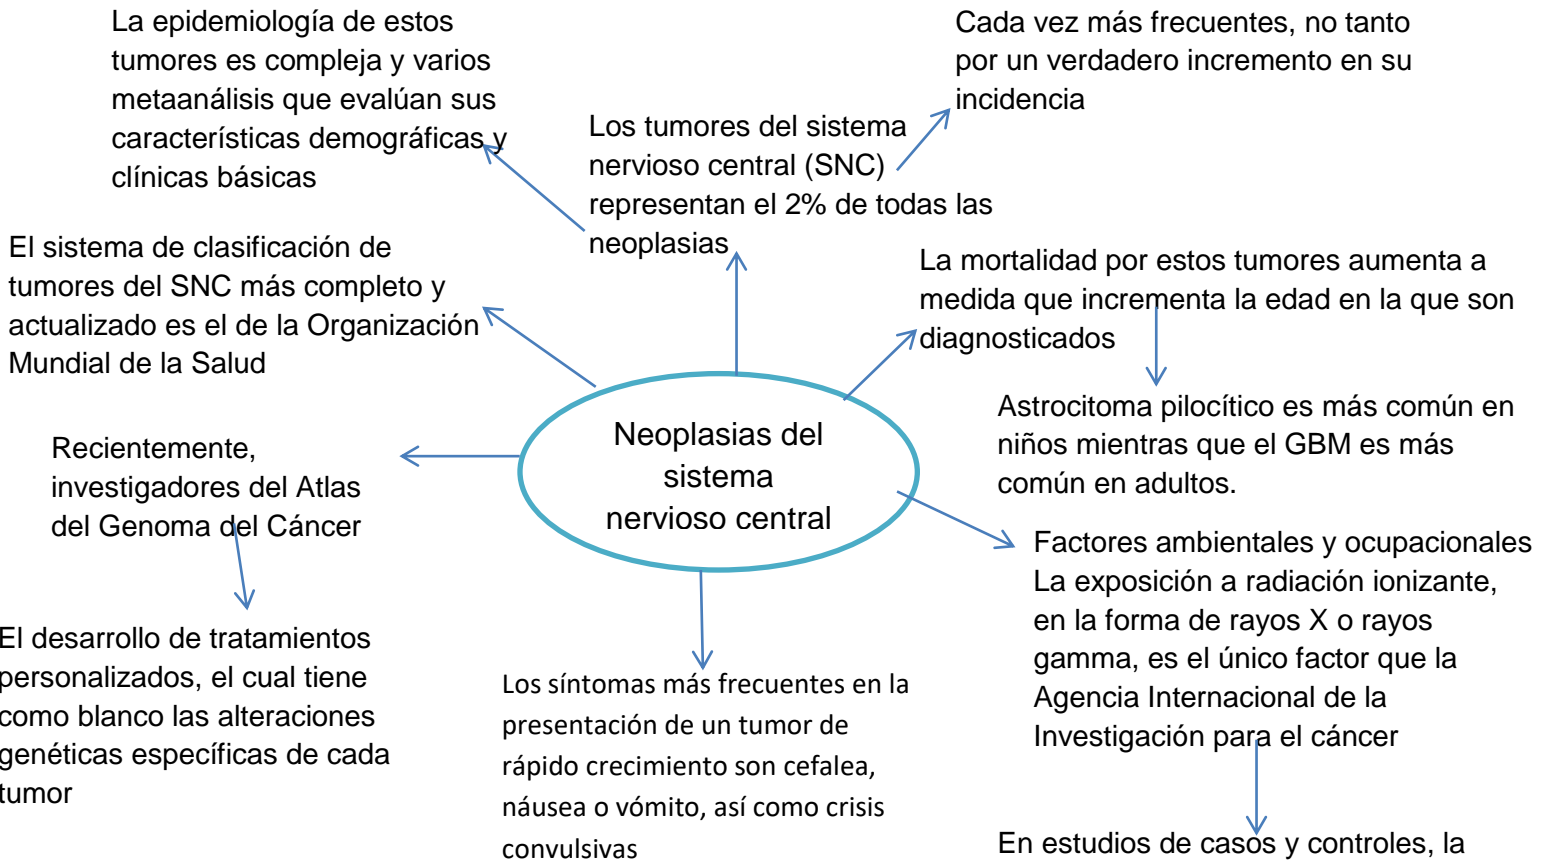 La epidemiología de estos
tumores es compleja y varios
metaanálisis que evalúan sus
características demográficas y
clínicas básicas
Cada vez más frecuentes, no tanto
por un verdadero incremento en su
incidencia
Los tumores del sistema
nervioso central (SNC)
representan el 2% de todas las
neoplasias
El sistema de clasificación de
tumores del SNC más completo y
actualizado es el de la Organización
Mundial de la Salud
La mortalidad por estos tumores aumenta a
medida que incrementa la edad en la que son
diagnosticados
Astrocitoma pilocítico es más común en
niños mientras que el GBM es más
común en adultos.
Neoplasias del
sistema
nervioso central
Recientemente,
investigadores del Atlas
del Genoma del Cáncer
Factores ambientales y ocupacionales
La exposición a radiación ionizante,
en la forma de rayos X o rayos
gamma, es el único factor que la
Agencia Internacional de la
Investigación para el cáncer
El desarrollo de tratamientos
personalizados, el cual tiene
como blanco las alteraciones
genéticas específicas de cada
tumor
Los síntomas más frecuentes en la
presentación de un tumor de
rápido crecimiento son cefalea,
náusea o vómito, así como crisis
convulsivas
En estudios de casos y controles, la